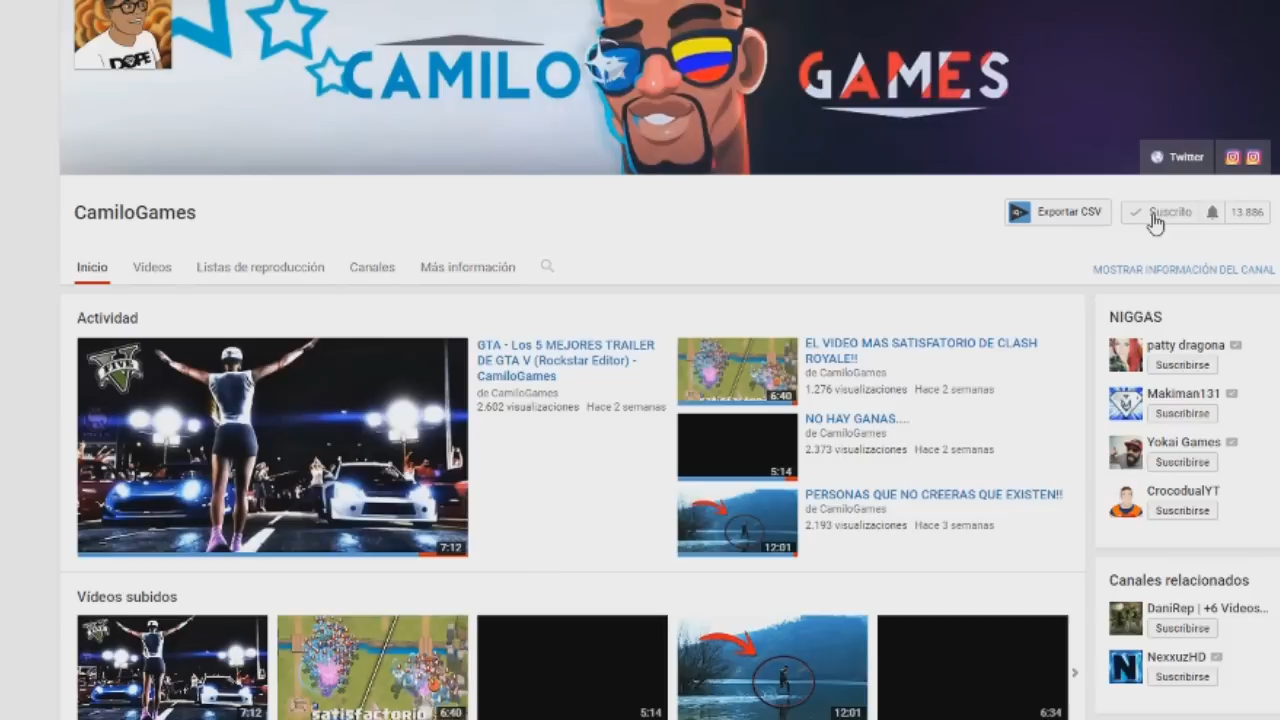 DOPE
CAMILO GAMES
Twitter
CamiloGames
Exportar CSV
Suscrito
13.886
Inicio
Vídeos
Listas de reproducción
Canales
Más información
MOSTRAR INFORMACIÓN DEL CANAL
Actividad
V
FIVE
7:12
GTA - Los 5 MEJORES TRAILER
DE GTA V (Rockstar Editor) -
CamiloGames
de CamiloGames
2.602 visualizaciones Hace 2 semanas
6:40
EL VIDEO MAS SATISFATORIO DE CLASH
ROYALE!!
de CamiloGames
1.276 visualizaciones Hace 2 semanas
5:14
NO HAY GANAS....
de CamiloGames
2.373 visualizaciones Hace 2 semanas
12:01
PERSONAS QUE NO CREERAS QUE EXISTEN!!
de CamiloGames
2.193 visualizaciones Hace 3 semanas
NIGGAS
patty dragona
Suscribirse
Makiman131
Suscribirse
Yokai Games
Suscribirse
CrocodualYT
Suscribirse
Vídeos subidos
7:12
satisfactorio
6:40
5:14
12:01
6:34
Canales relacionados
DaniRep | +6 Videos...
Suscribirse
N
NexxuzHD
Suscribirse